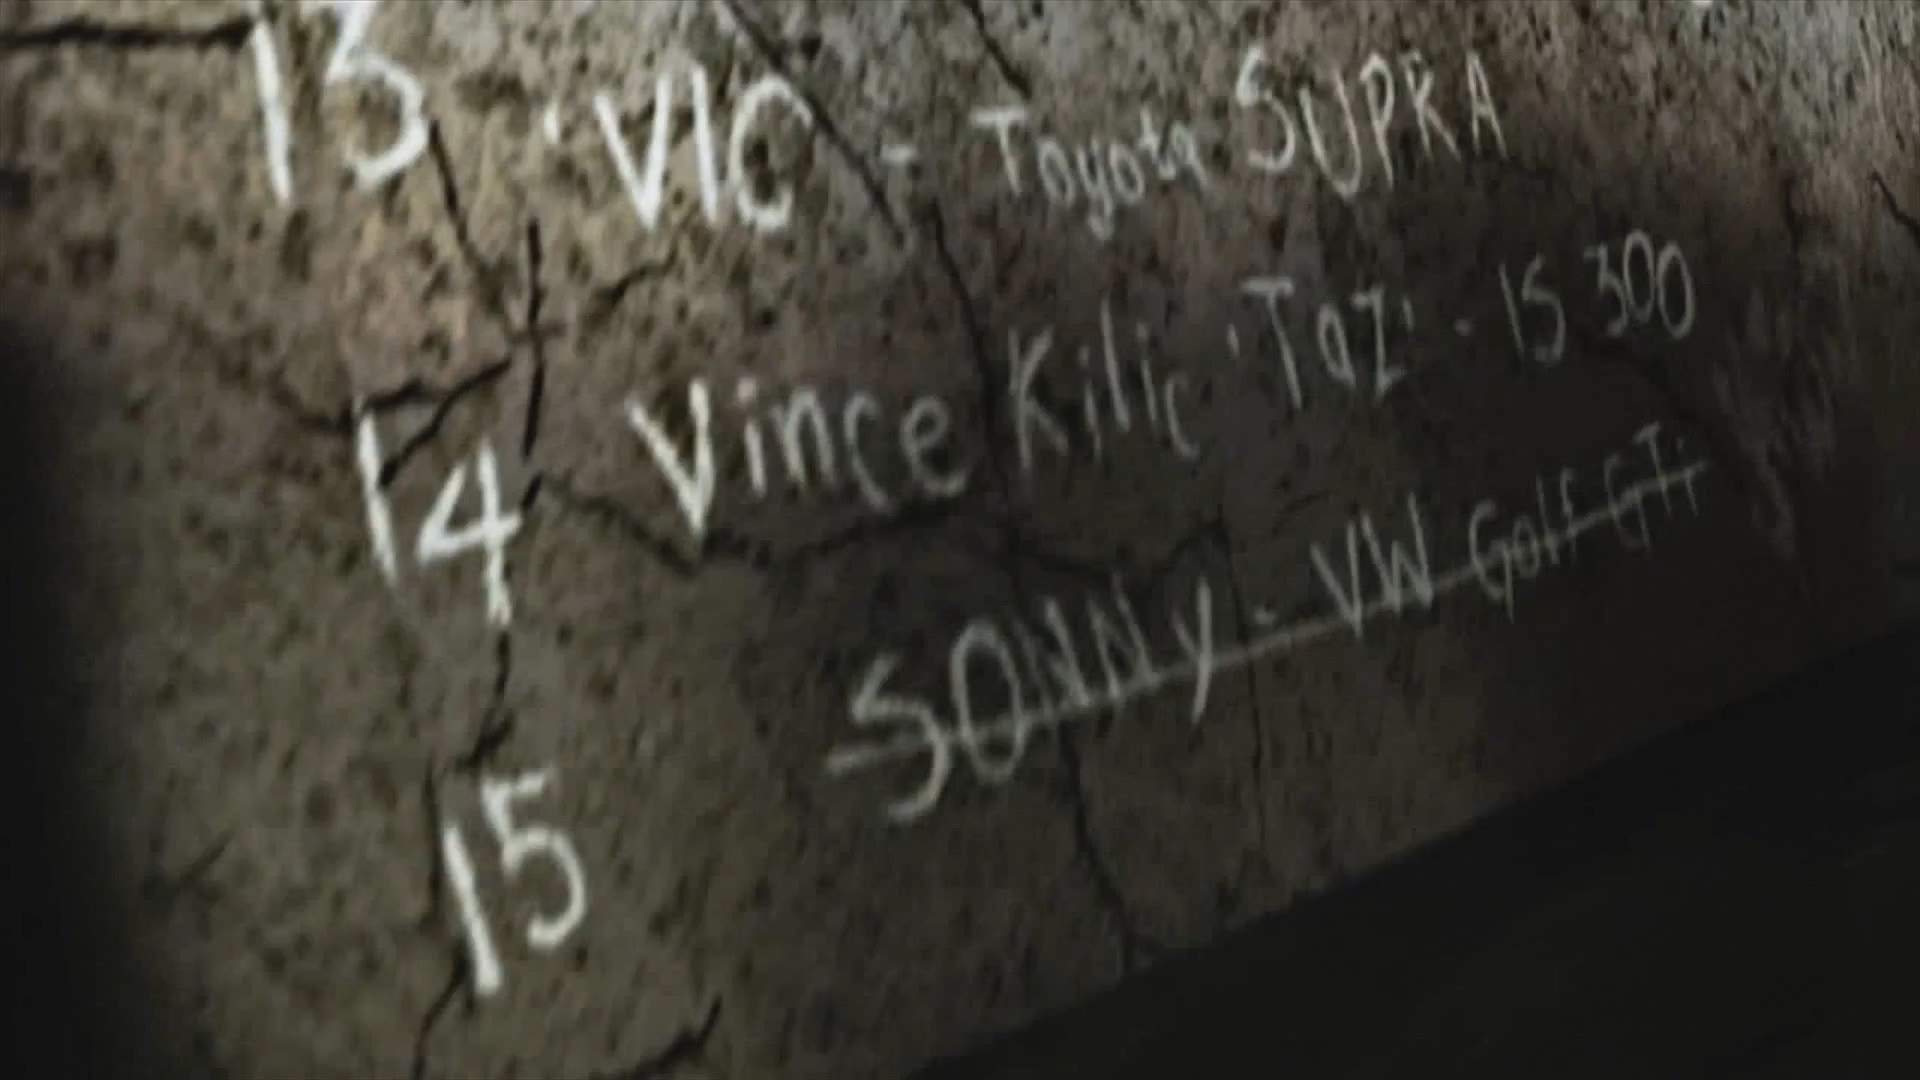 13 'VIC - Toyota SUPRA
14 Vince Kilic 'Taz' - IS 300
15 SONNY - VW Golf GTi